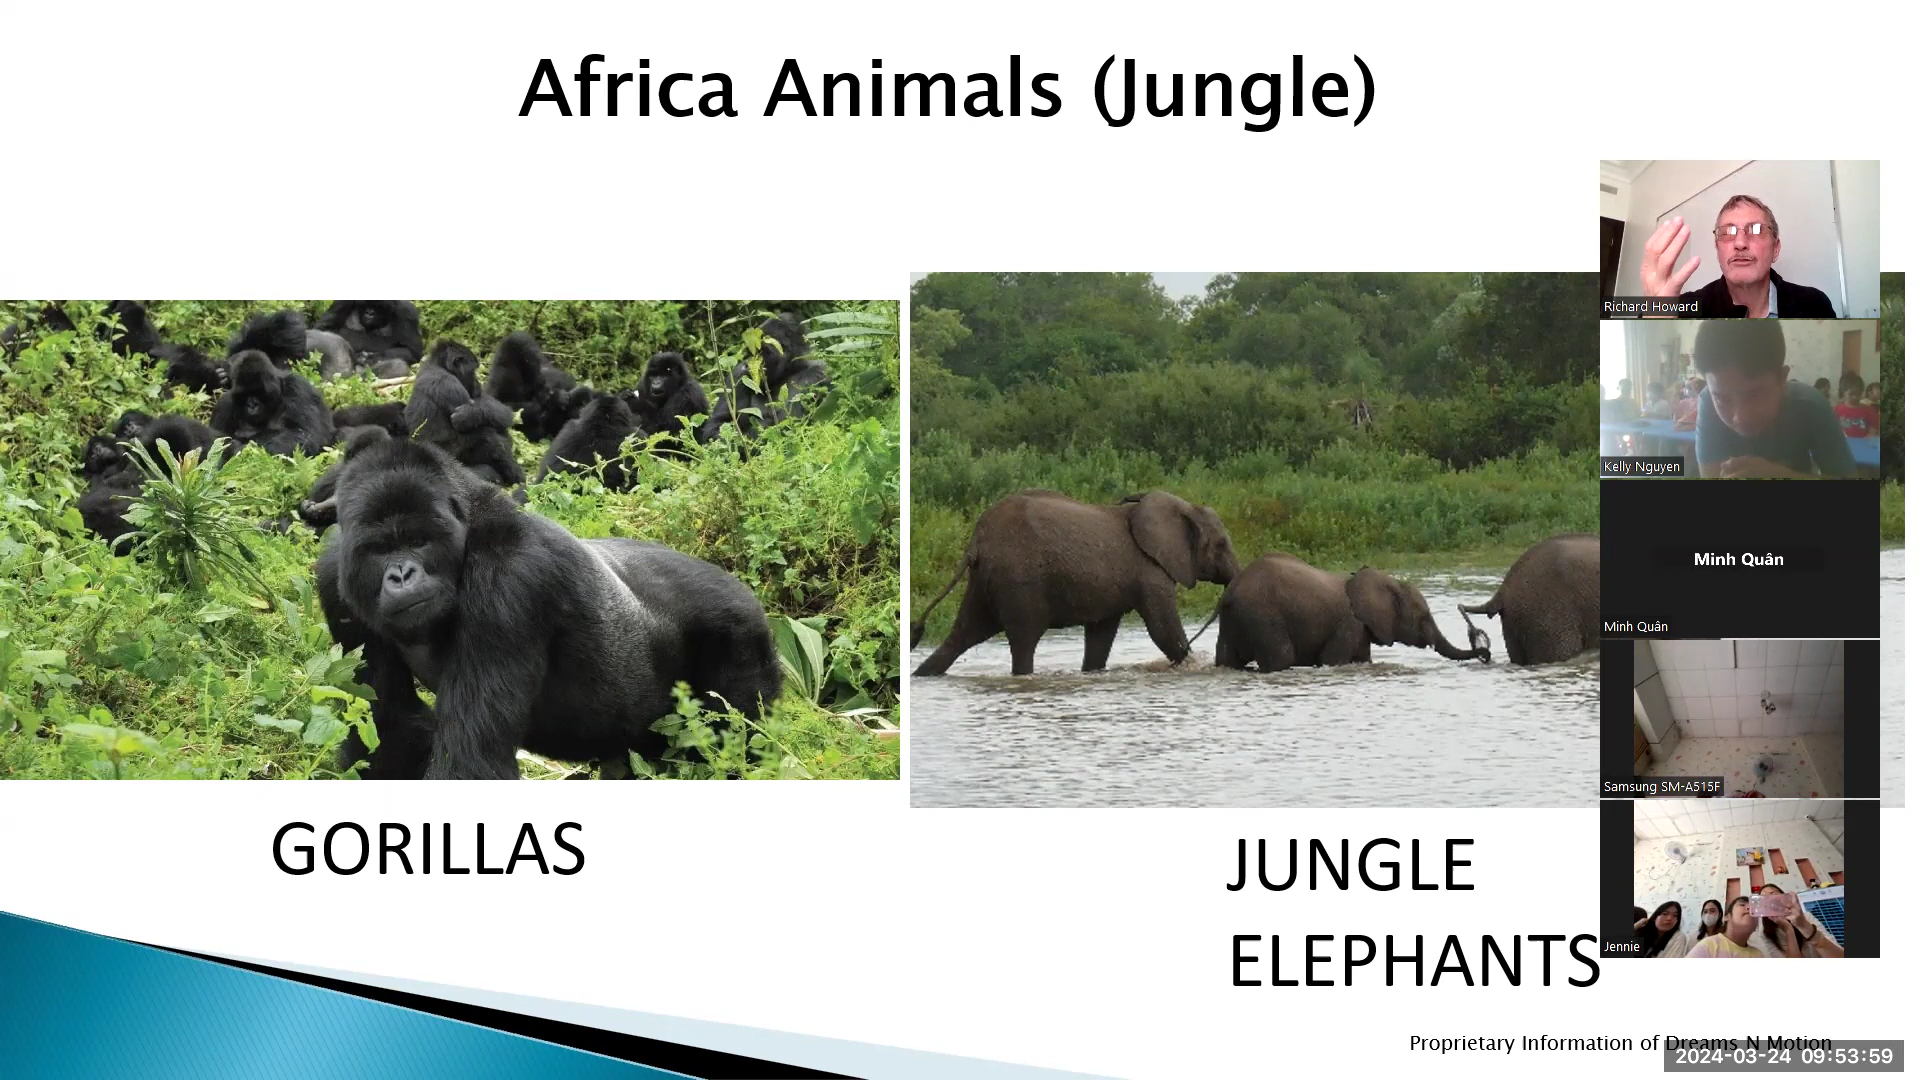 Africa Animals (Jungle)
Richard Howard
Kelly Nguyen
Minh Quân
Minh Quân
Samsung SM-A515F
Jennie
GORILLAS
JUNGLE
ELEPHANTS
Proprietary Information of Dreams N Motion
2024-03-24 09:53:59